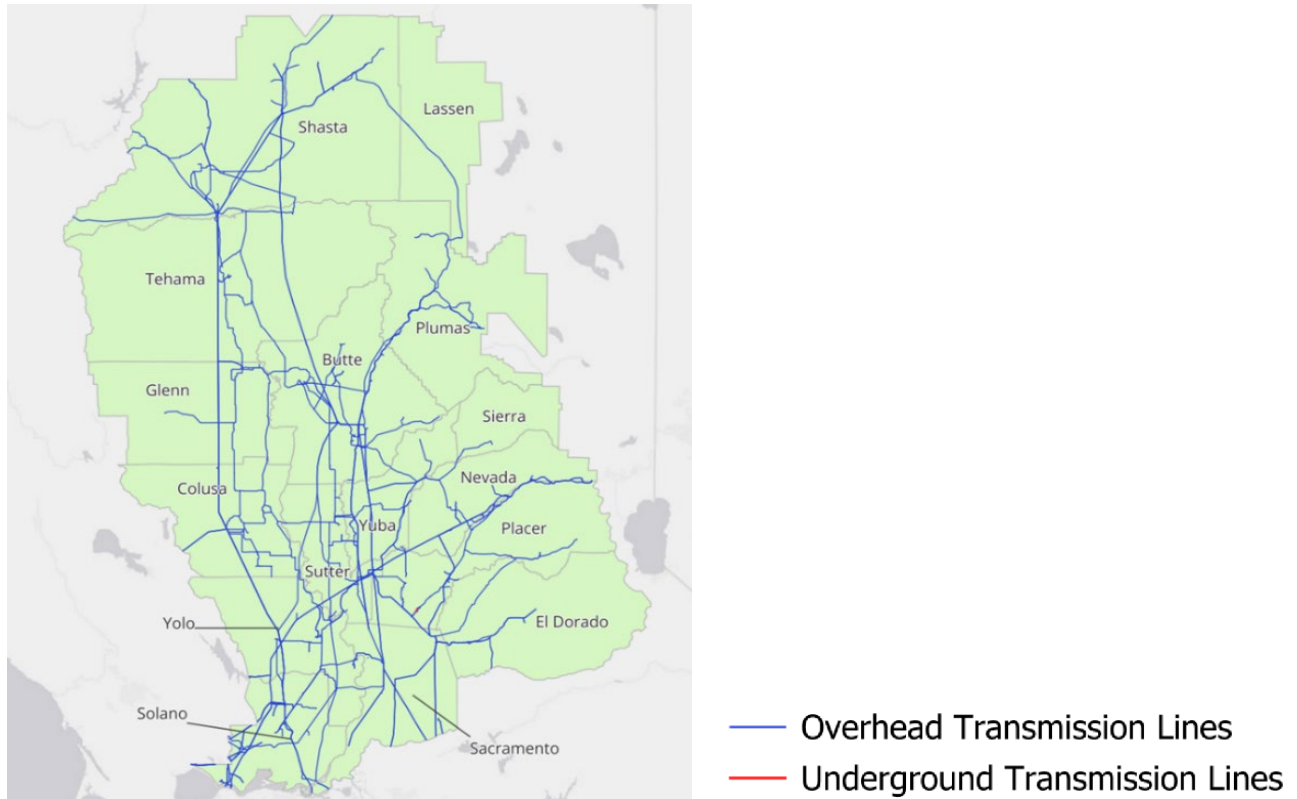 Lassen
Shasta
Tehama
Plumas
Butte
Glenn
Sierra
Nevada
Colusa
Yuba
Placer
Sutter
Yolo
El Dorado
Solano
Sacramento
Overhead Transmission Lines
Underground Transmission Lines